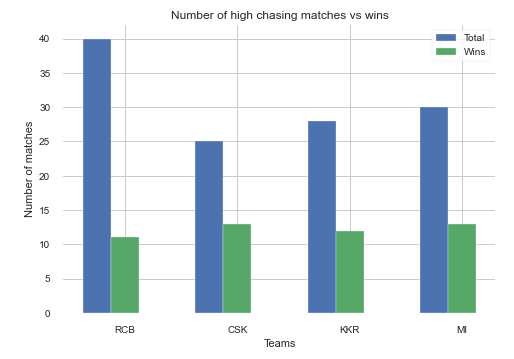 Number of high chasing matches vs wins
Total
Wins
40
35
30
25
20
15
10
5
0
Number of matches
RCB CSK KKR MI
Teams